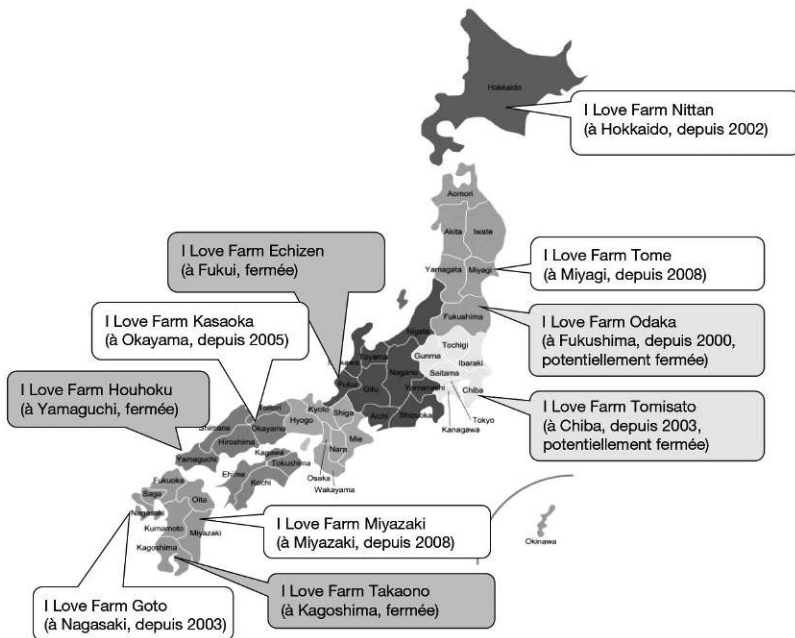 Hokkaido
I Love Farm Nittan
(à Hokkaido, depuis 2002)
Aomori
Akita
Iwate
I Love Farm Echizen
(à Fukui, fermée)
Yamagata
Miyagi
I Love Farm Tome
(à Miyagi, depuis 2008)
I Love Farm Kasaoka
(à Okayama, depuis 2005)
Fukushima
I Love Farm Odaka
(à Fukushima, depuis 2000,
potentiellement fermée)
Niigata
Tochigi
Toyama
Gunma
Ibaraki
Nagano
Saitama
I Love Farm Houhoku
(à Yamaguchi, fermée)
Fukui
Gifu
Yamanashi
Chiba
I Love Farm Tomisato
(à Chiba, depuis 2003,
potentiellement fermée)
Tottori
Kyoto
Shiga
Aichi
Shizuoka
Tokyo
Kanagawa
Shimane
Okayama
Hyogo
Hiroshima
Mie
Nara
Yamaguchi
Kagawa
Tokushima
Ehime
Kochi
Osaka
Wakayama
Fukuoka
Saga
Oita
Nagasaki
Kumamoto
Miyazaki
I Love Farm Miyazaki
(à Miyazaki, depuis 2008)
Okinawa
Kagoshima
I Love Farm Takaono
(à Kagoshima, fermée)
I Love Farm Goto
(à Nagasaki, depuis 2003)